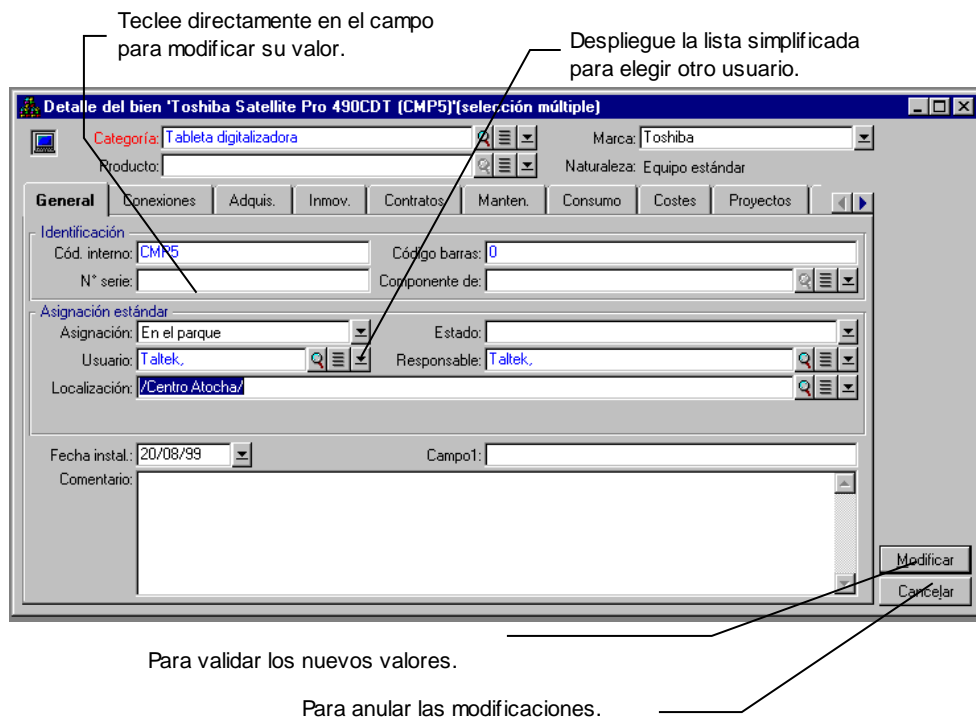 Teclee directamente en el campo
para modificar su valor.
Despliegue la lista simplificada
para elegir otro usuario.
Detalle del bien 'Toshiba Satellite Pro 490CDT (CMP5)'(selección múltiple)
Categoría: Tableta digitalizadora Marca: Toshiba
Producto: Naturaleza: Equipo estándar
General Conexiones Adquis. Inmov. Contratos Manten. Consumo Costes Proyectos
Identificación
Cód. interno: CMP5 Código barras: 0
N° serie: Componente de:
Asignación estándar
Asignación: En el parque Estado:
Usuario: Taltek, Responsable: Taltek,
Localización: /Centro Atocha/
Fecha instal.: 20/08/99 Campo1:
Comentario:
Modificar
Cancelar
Para validar los nuevos valores.
Para anular las modificaciones.